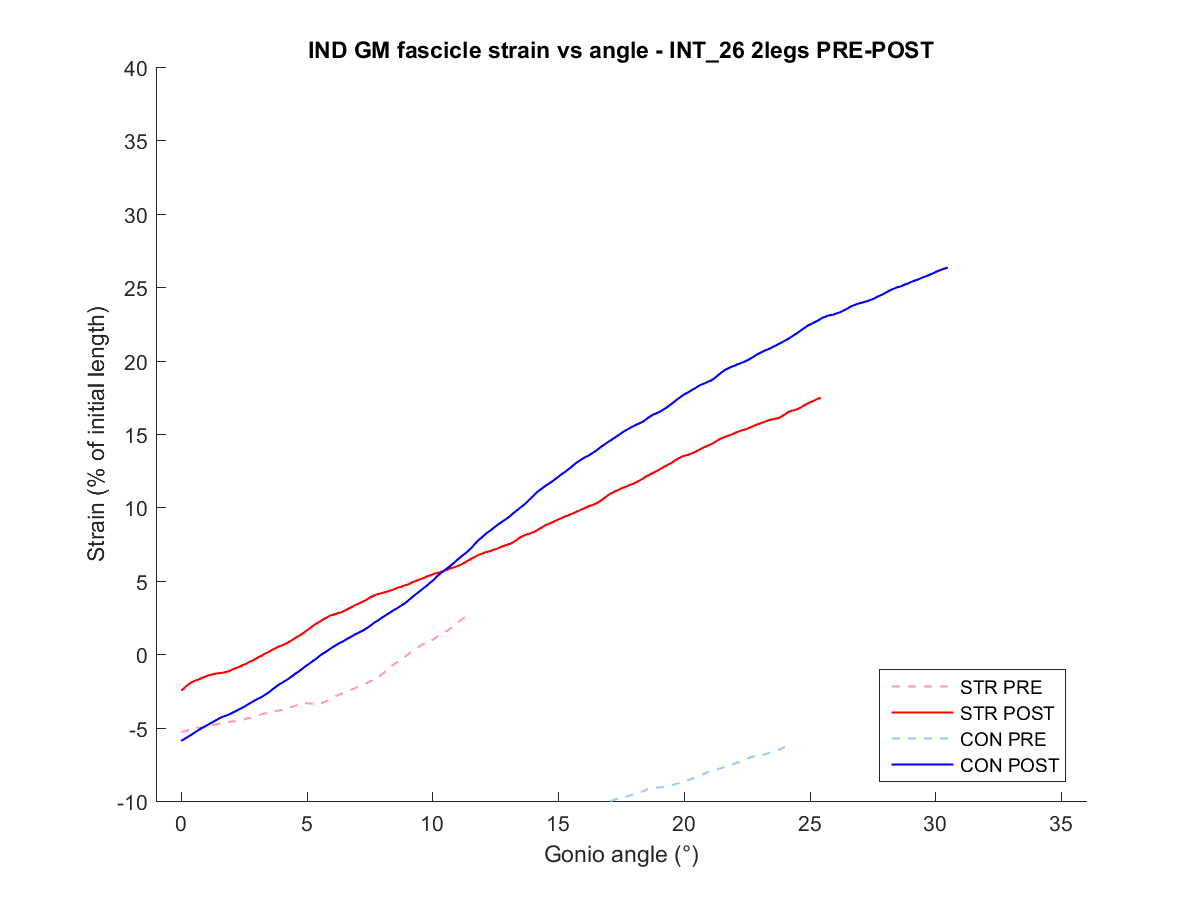 IND GM fascicle strain vs angle - INT_26 2legs PRE-POST
40
35
30
25
20
15
10
5
0
-5
-10
Strain (% of initial length)
0 5 10 15 20 25 30 35
Gonio angle (°)
STR PRE
STR POST
CON PRE
CON POST